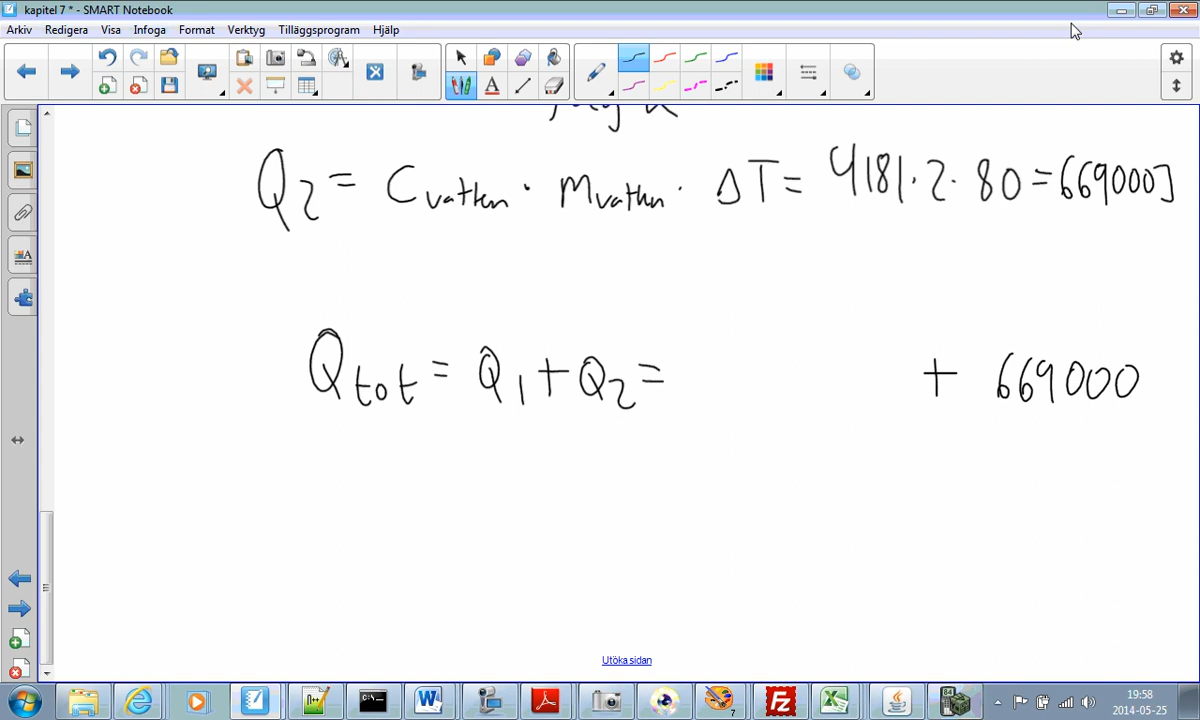 kapitel 7 * - SMART Notebook
Arkiv Redigera Visa Infoga Format Verktyg Tilläggsprogram Hjälp
Q2 = Cvatten · mvatten · ΔT = 4181·2·80 = 669000J
Qtot = Q1 + Q2 = + 669000
Utöka sidan
19:58
2014-05-25